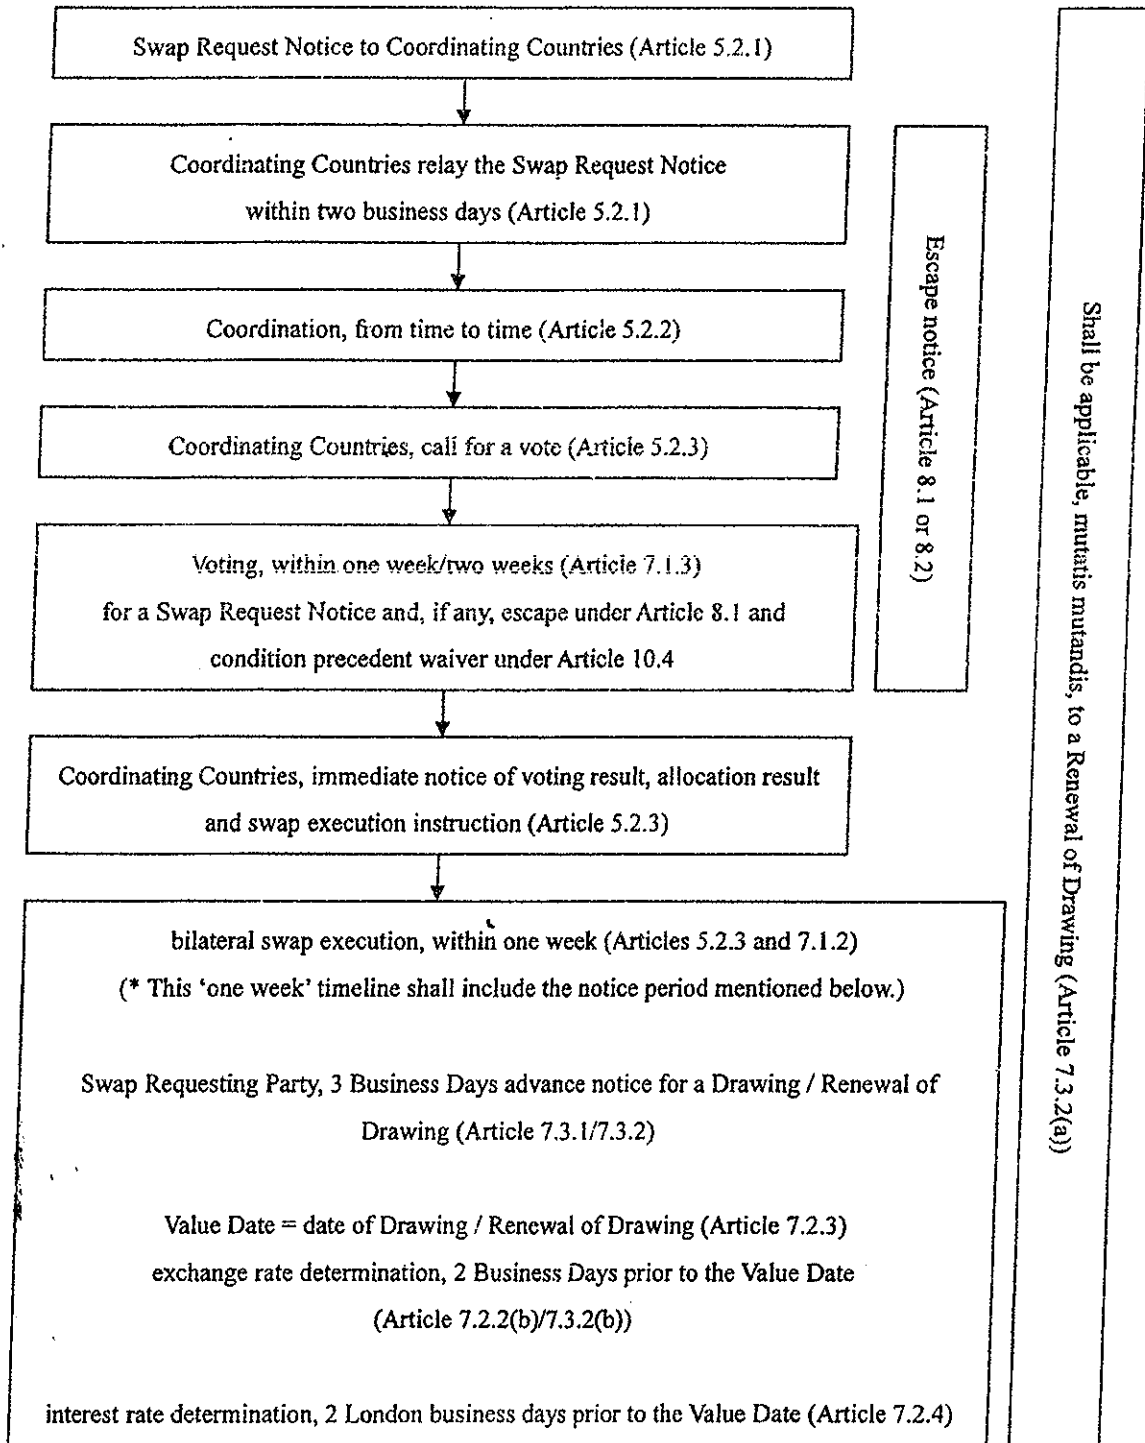 Swap Request Notice to Coordinating Countries (Article 5.2.1)
Coordinating Countries relay the Swap Request Notice
within two business days (Article 5.2.1)
Coordination, from time to time (Article 5.2.2)
Coordinating Countries, call for a vote (Article 5.2.3)
Voting, within one week/two weeks (Article 7.1.3)
for a Swap Request Notice and, if any, escape under Article 8.1 and
condition precedent waiver under Article 10.4
Coordinating Countries, immediate notice of voting result, allocation result
and swap execution instruction (Article 5.2.3)
bilateral swap execution, within one week (Articles 5.2.3 and 7.1.2)
(* This ‘one week’ timeline shall include the notice period mentioned below.)
Swap Requesting Party, 3 Business Days advance notice for a Drawing / Renewal of
Drawing (Article 7.3.1/7.3.2)
Value Date = date of Drawing / Renewal of Drawing (Article 7.2.3)
exchange rate determination, 2 Business Days prior to the Value Date
(Article 7.2.2(b)/7.3.2(b))
interest rate determination, 2 London business days prior to the Value Date (Article 7.2.4)
Escape notice (Article 8.1 or 8.2)
Shall be applicable, mutatis mutandis, to a Renewal of Drawing (Article 7.3.2(a))